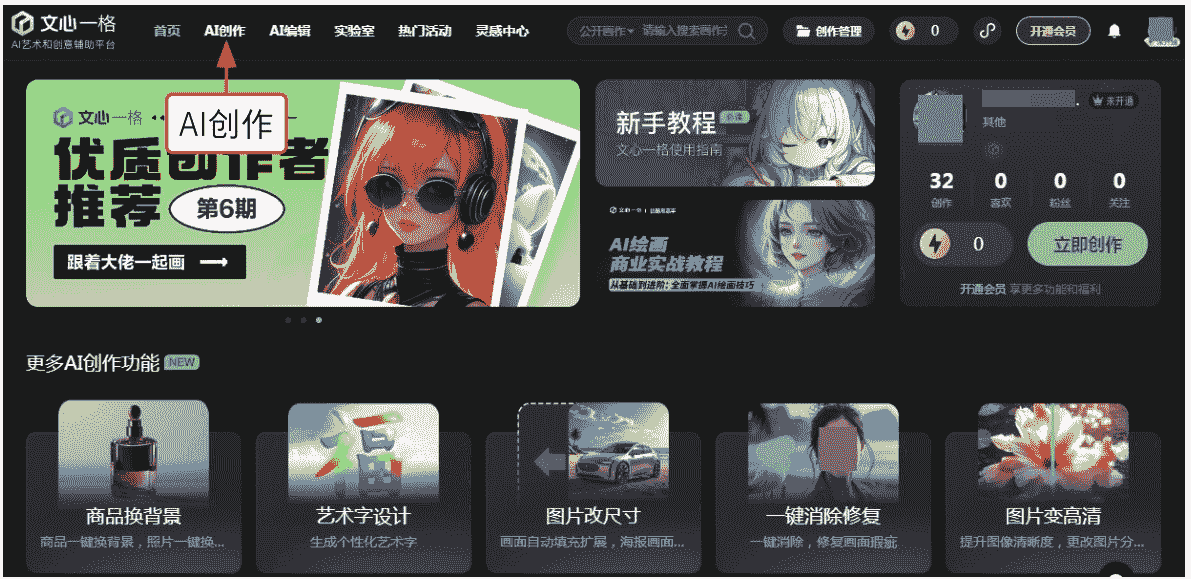 文心一格
AI艺术和创意辅助平台
首页 AI创作 AI编辑 实验室 热门活动 灵感中心
公开画作 请输入搜索画作
创作管理
0
开通会员
AI创作
文心一格
优质创作者
推荐
第6期
跟着大佬一起画
新手教程
文心一格使用指南
文心一格
AI绘画
商业实战教程
从基础到进阶;全面掌握AI绘画技巧
未开通
其他
32 0 0 0
创作 喜欢 粉丝 关注
0 立即创作
开通会员 享更多功能和福利
更多AI创作功能 NEW
商品换背景
商品一键换背景，照片一键换...
艺术字设计
生成个性化艺术字
图片改尺寸
画面自动填充扩展，海报画面...
一键消除修复
一键消除，修复画面瑕疵
图片变高清
提升图像清晰度，更改图片分...